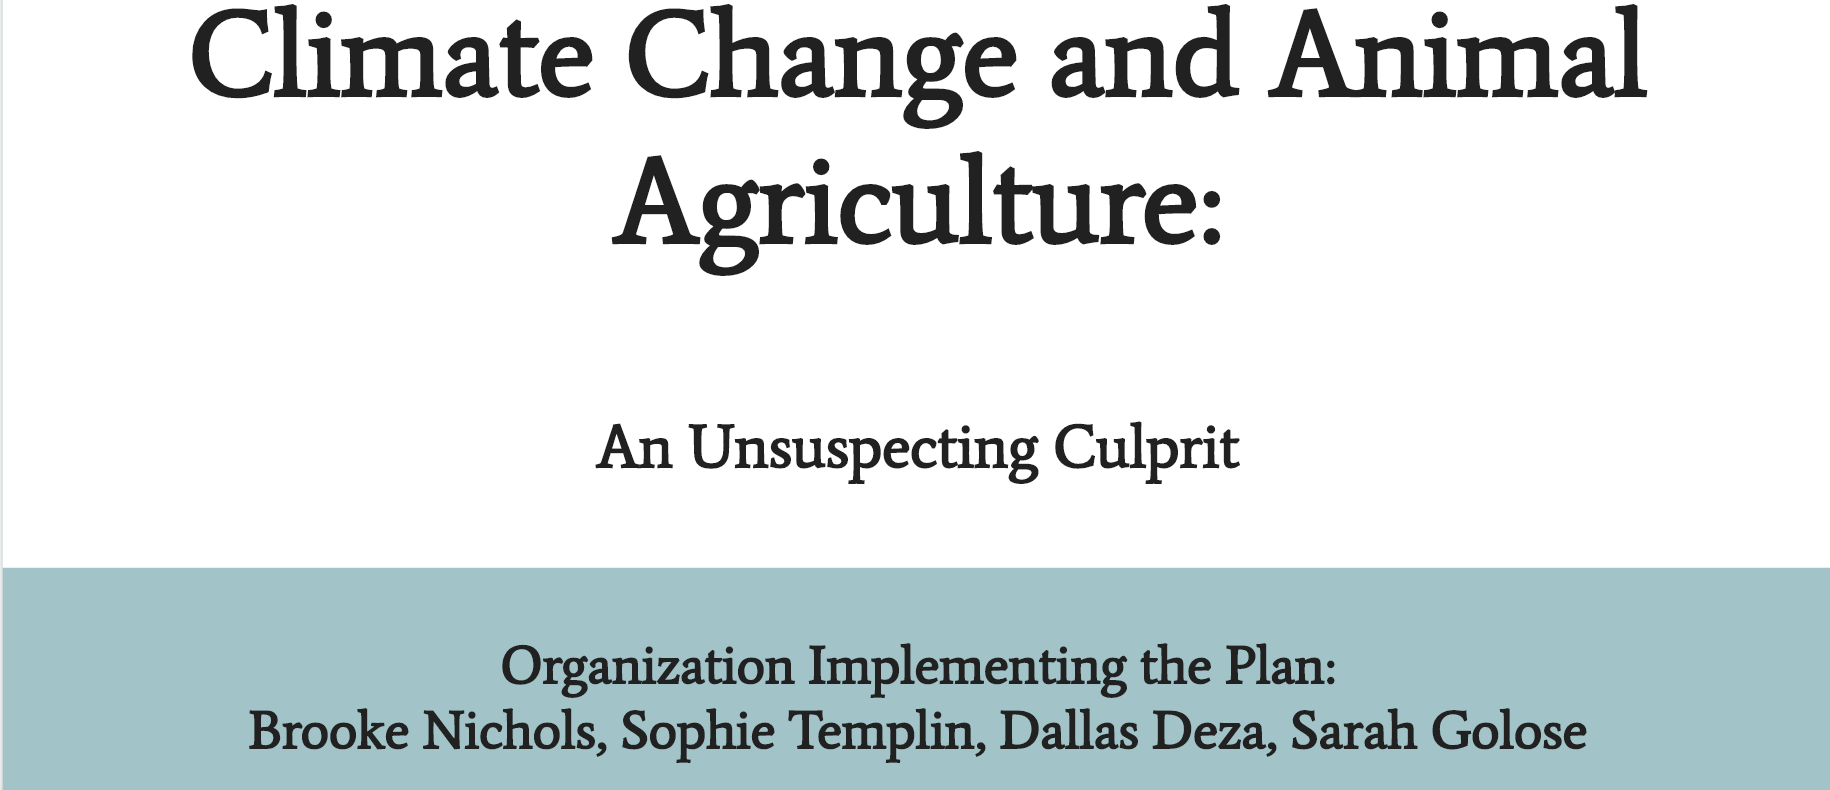 Climate Change and Animal
Agriculture:
An Unsuspecting Culprit
Organization Implementing the Plan:
Brooke Nichols, Sophie Templin, Dallas Deza, Sarah Golose